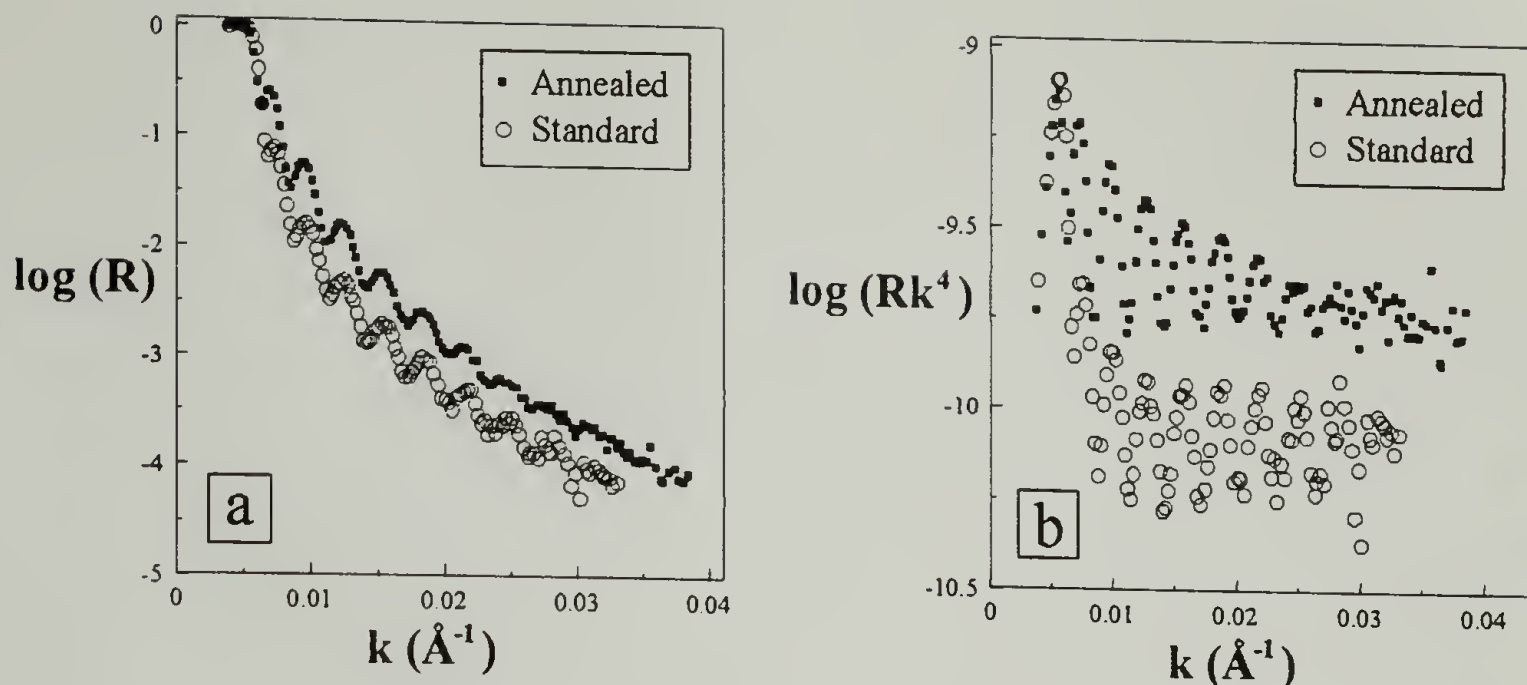 0
-1
-2
-3
-4
-5
log (R)
Annealed
Standard
a
0
0.01
0.02
0.03
0.04
k (Å⁻¹)
-9
-9.5
-10
-10.5
log (Rk⁴)
Annealed
Standard
b
0
0.01
0.02
0.03
0.04
k (Å⁻¹)